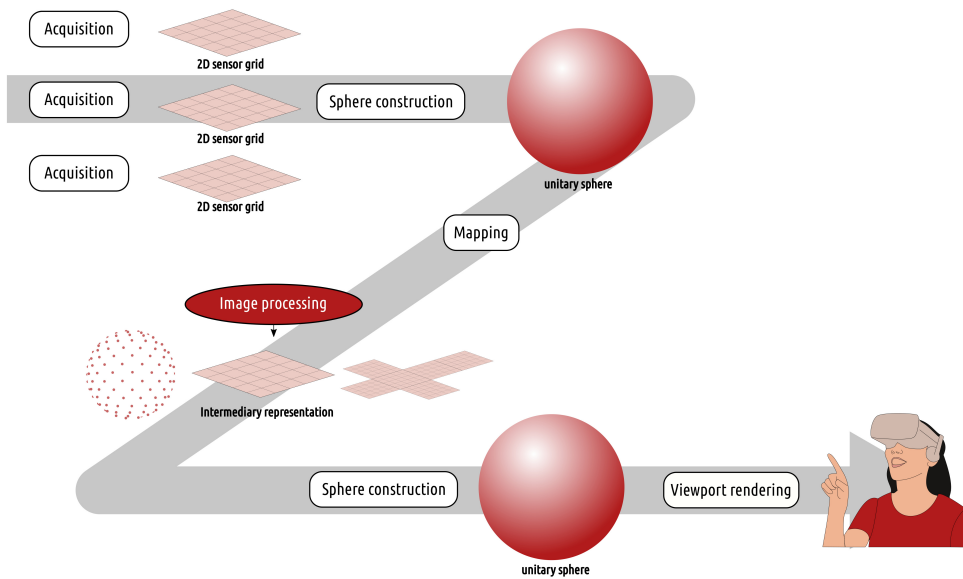 Acquisition
2D sensor grid
Acquisition
Sphere construction
2D sensor grid
Acquisition
unitary sphere
2D sensor grid
Mapping
Image processing
Intermediary representation
Sphere construction
Viewport rendering
unitary sphere